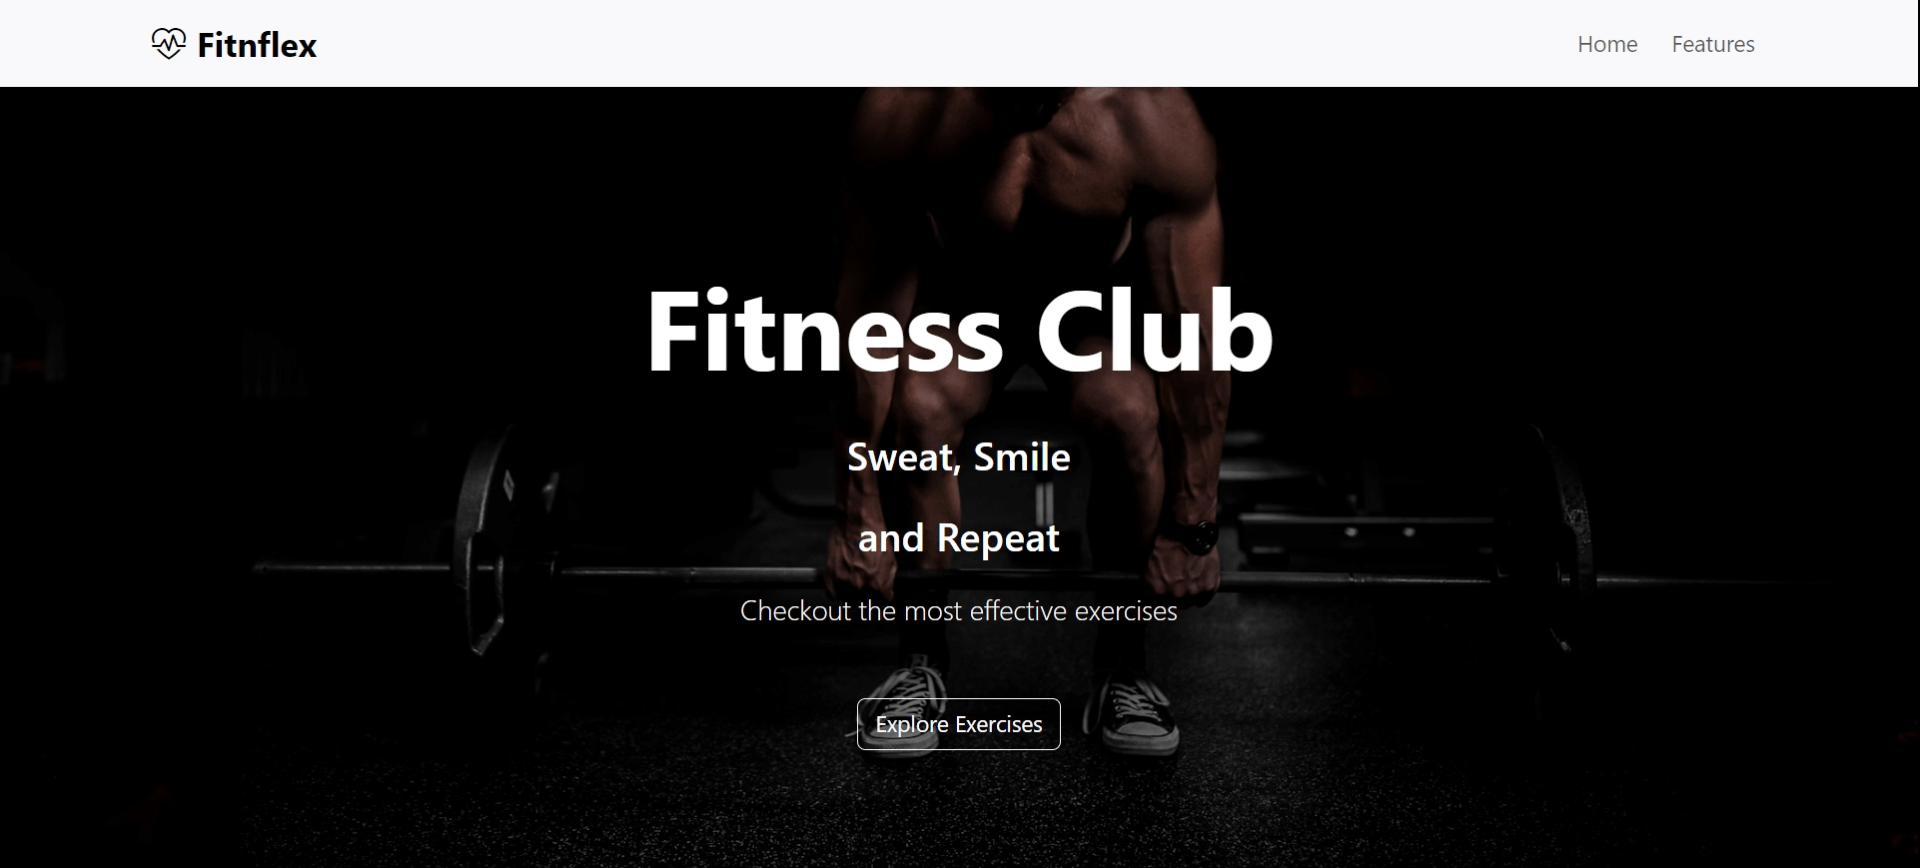 Fitnflex
Home Features
Fitness Club
Sweat, Smile
and Repeat
Checkout the most effective exercises
Explore Exercises